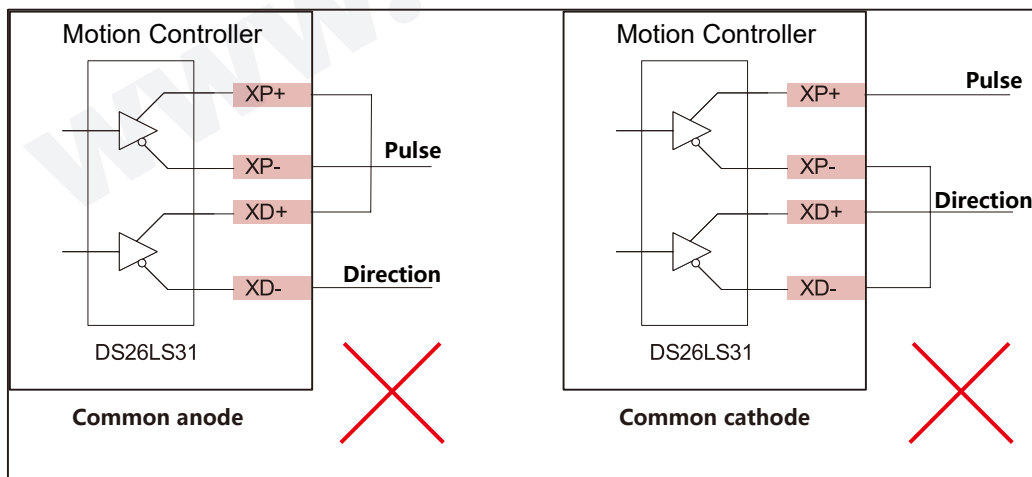 www.
Motion Controller
XP+
XP-
Pulse
XD+
XD-
Direction
DS26LS31
Common anode
Motion Controller
XP+
Pulse
XP-
XD+
Direction
XD-
DS26LS31
Common cathode